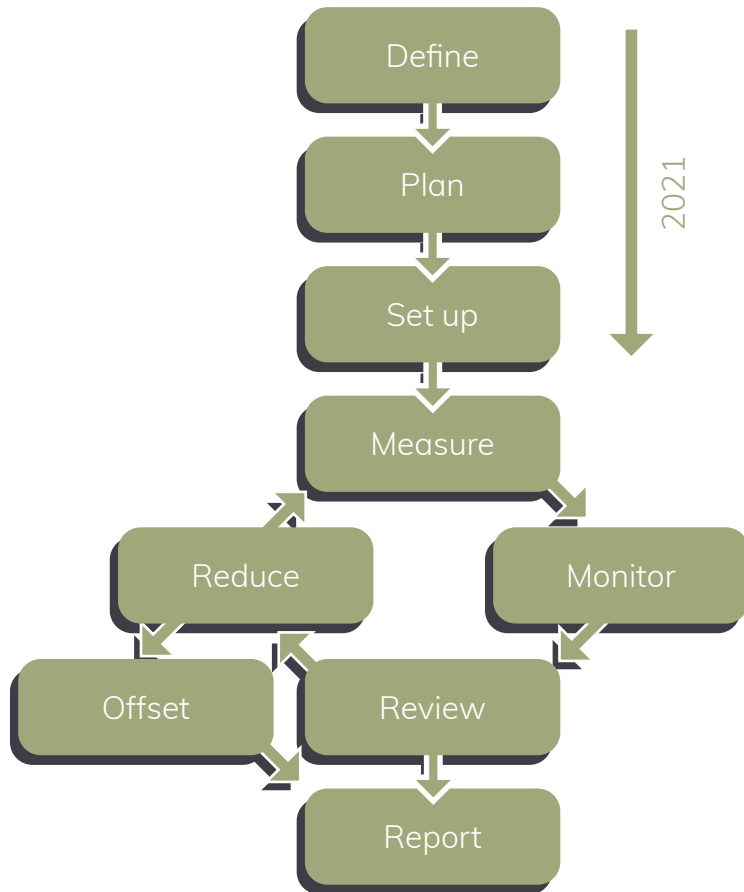 Define
2021
Plan
Set up
Measure
Reduce
Monitor
Offset
Review
Report